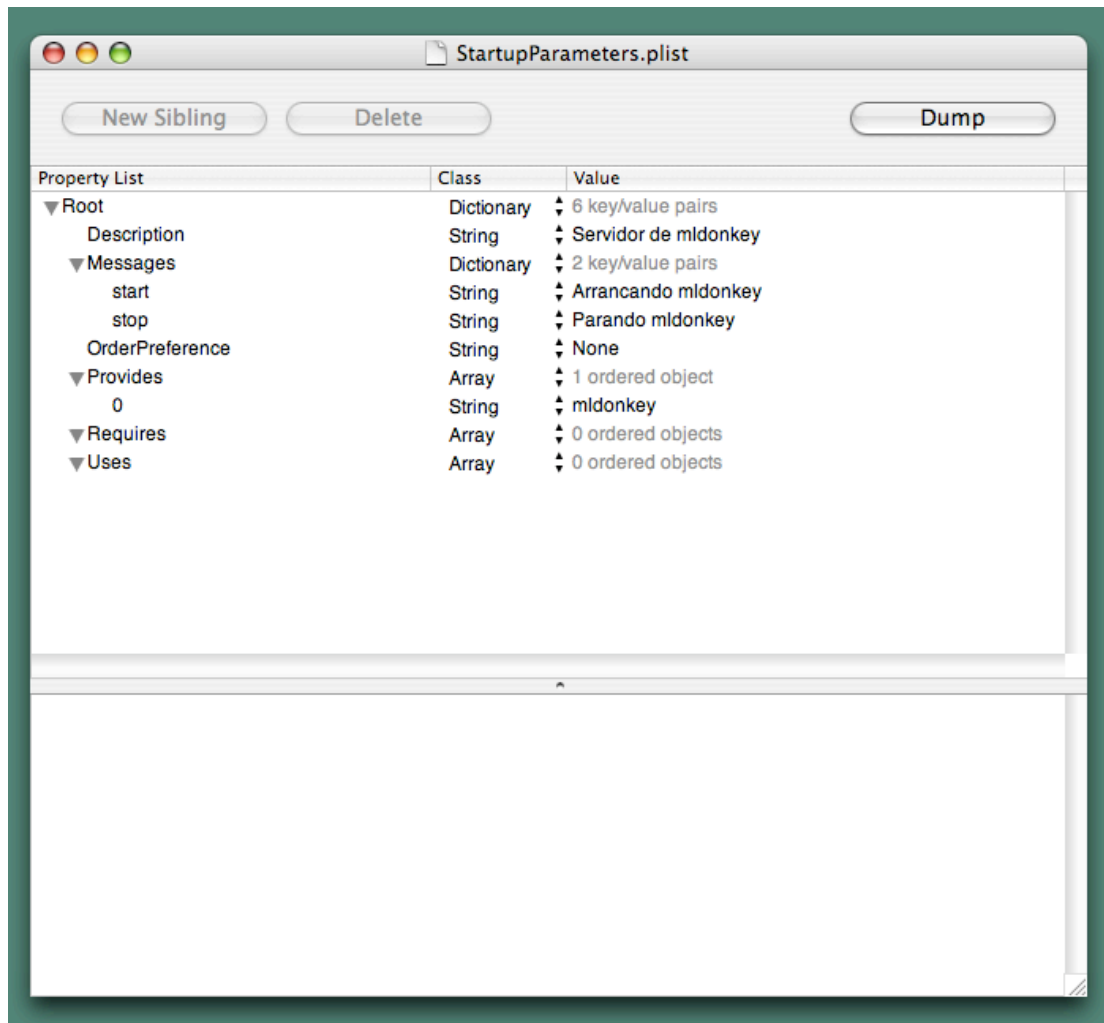 StartupParameters.plist
New Sibling Delete Dump
Property List Class Value
Root Dictionary 6 key/value pairs
Description String Servidor de mldonkey
Messages Dictionary 2 key/value pairs
start String Arrancando mldonkey
stop String Parando mldonkey
OrderPreference String None
Provides Array 1 ordered object
0 String mldonkey
Requires Array 0 ordered objects
Uses Array 0 ordered objects